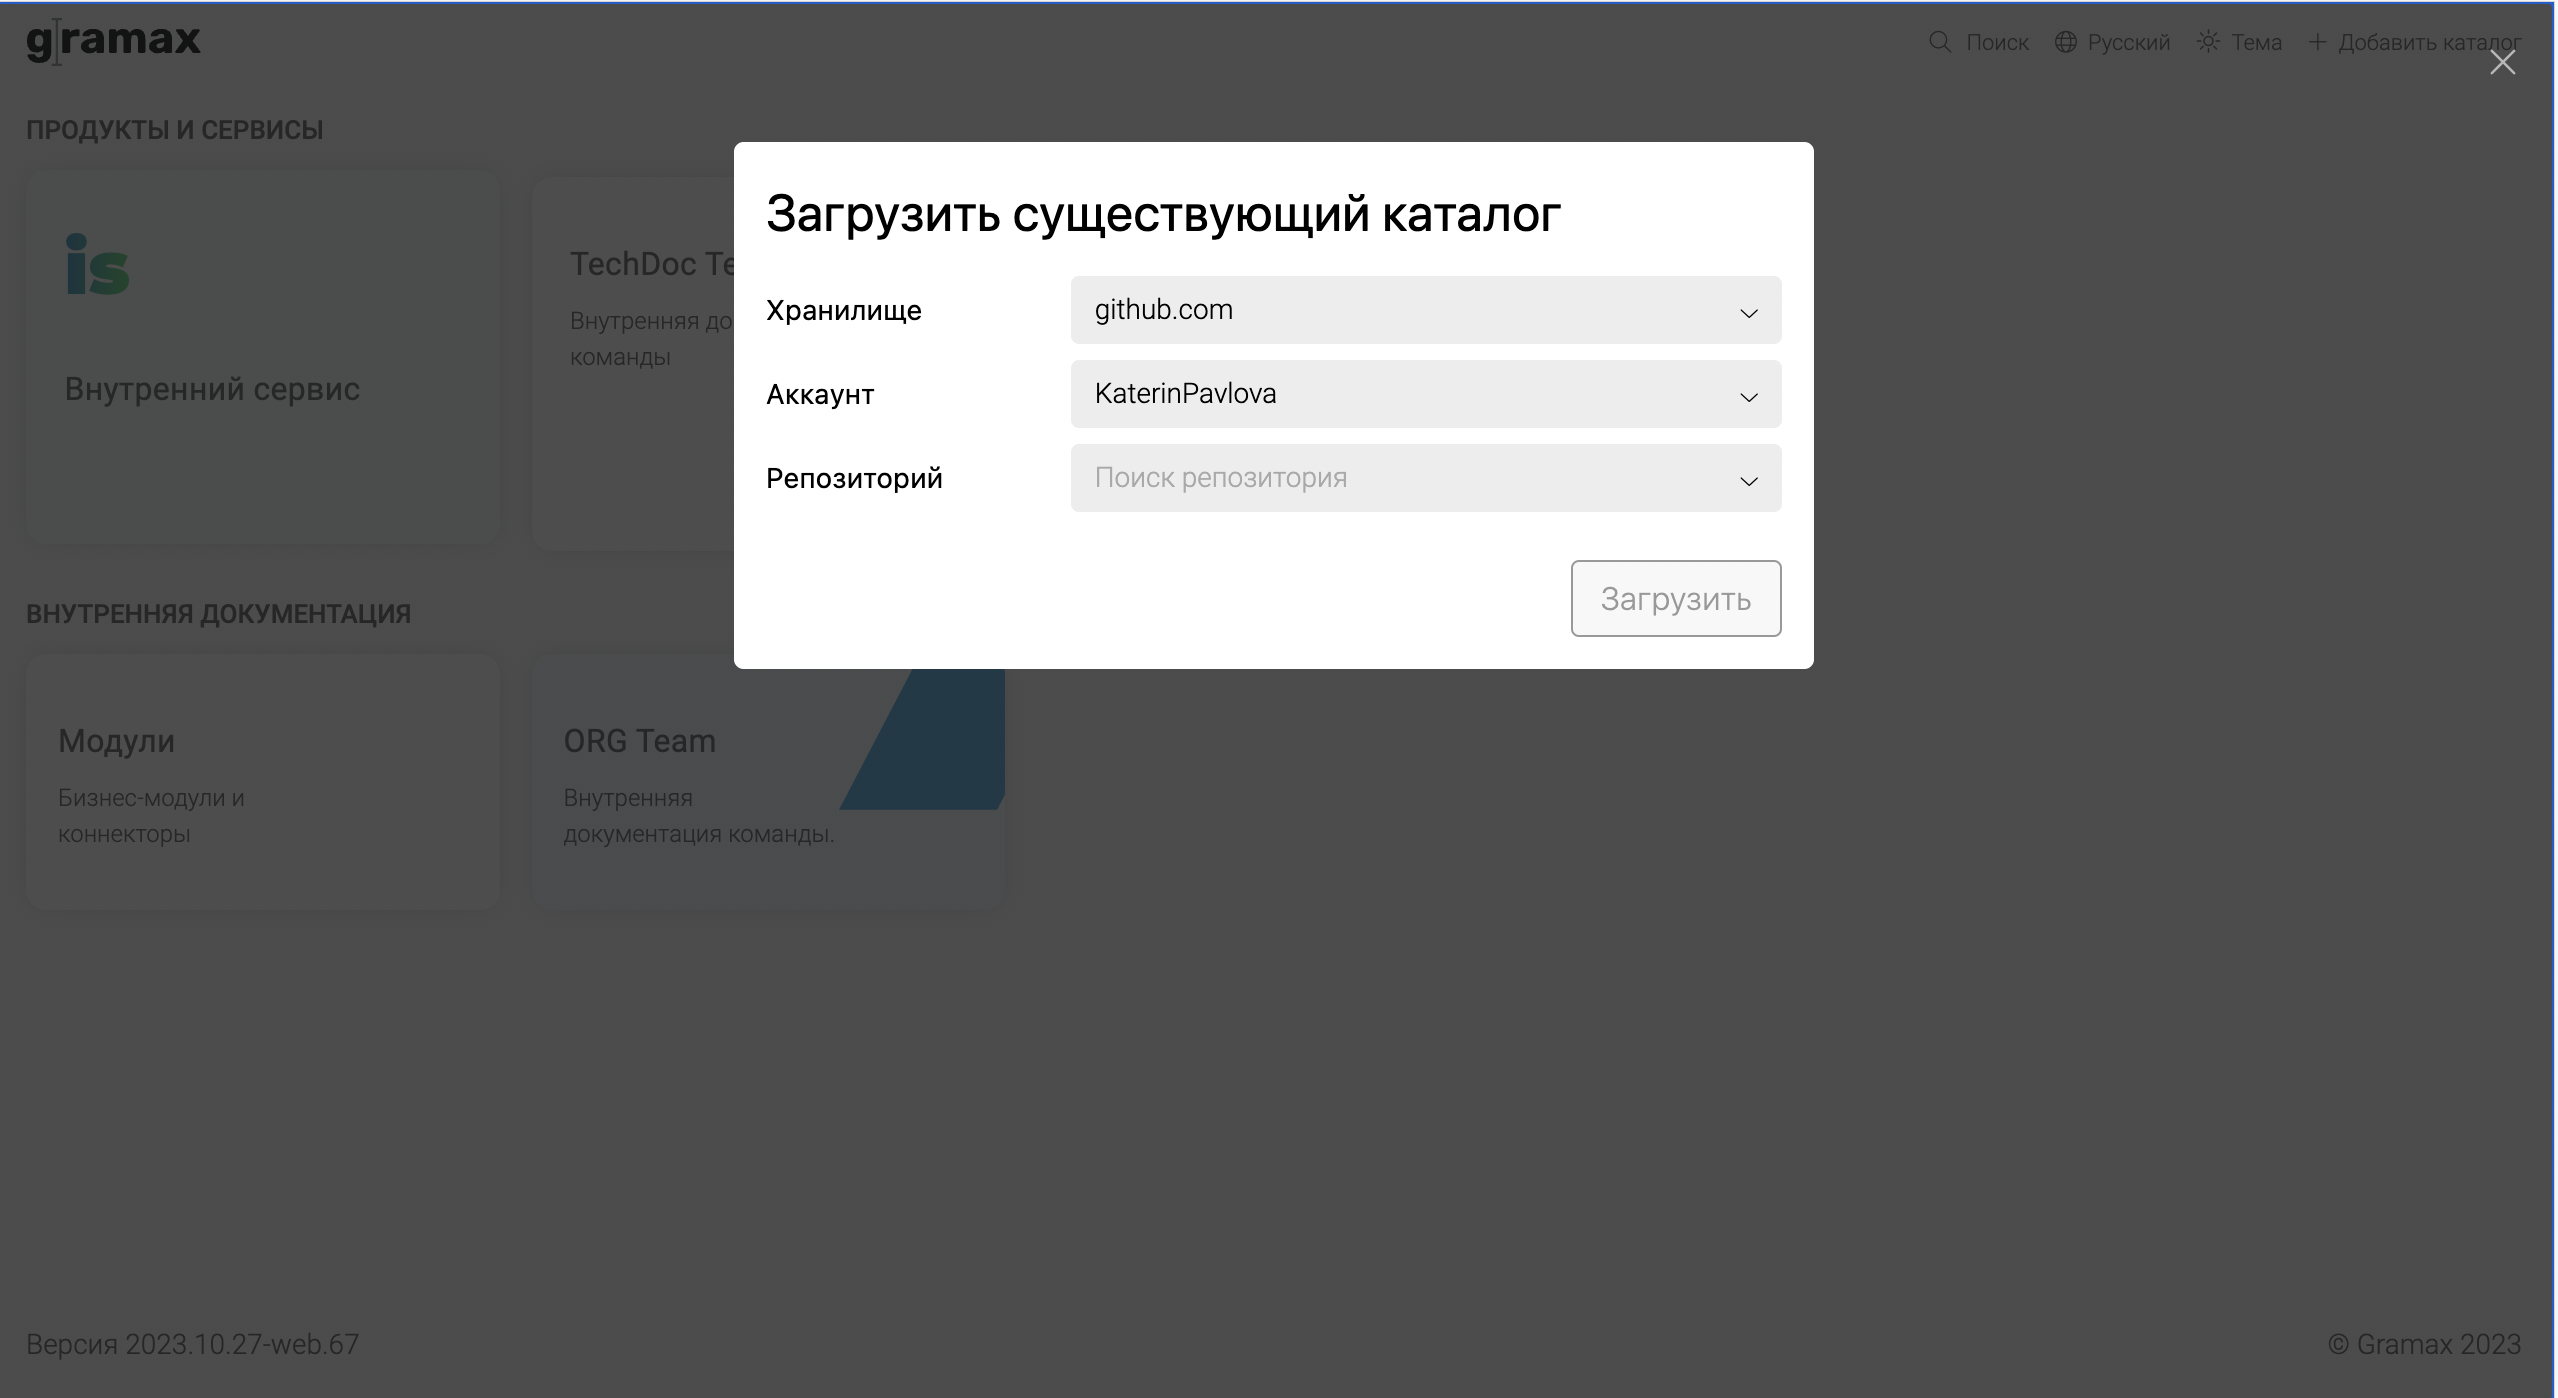 gramax
Поиск
Русский
Тема
Добавить каталог
ПРОДУКТЫ И СЕРВИСЫ
is
Внутренний сервис
TechDoc Te
Внутренняя до
команды
Загрузить существующий каталог
Хранилище
github.com
Аккаунт
KaterinPavlova
Репозиторий
Поиск репозитория
Загрузить
ВНУТРЕННЯЯ ДОКУМЕНТАЦИЯ
Модули
Бизнес-модули и
коннекторы
ORG Team
Внутренняя
документация команды.
Версия 2023.10.27-web.67
© Gramax 2023